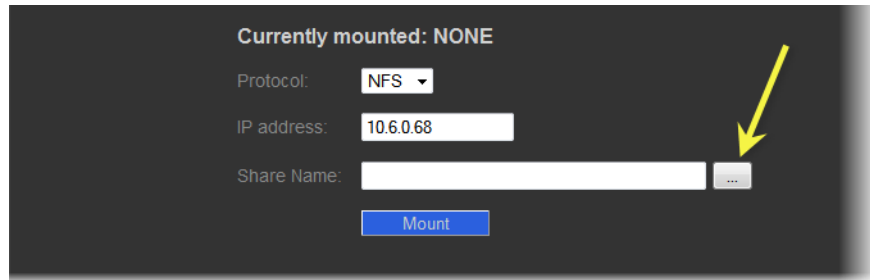 Currently mounted: NONE
Protocol: NFS
IP address: 10.6.0.68
Share Name: ...
Mount